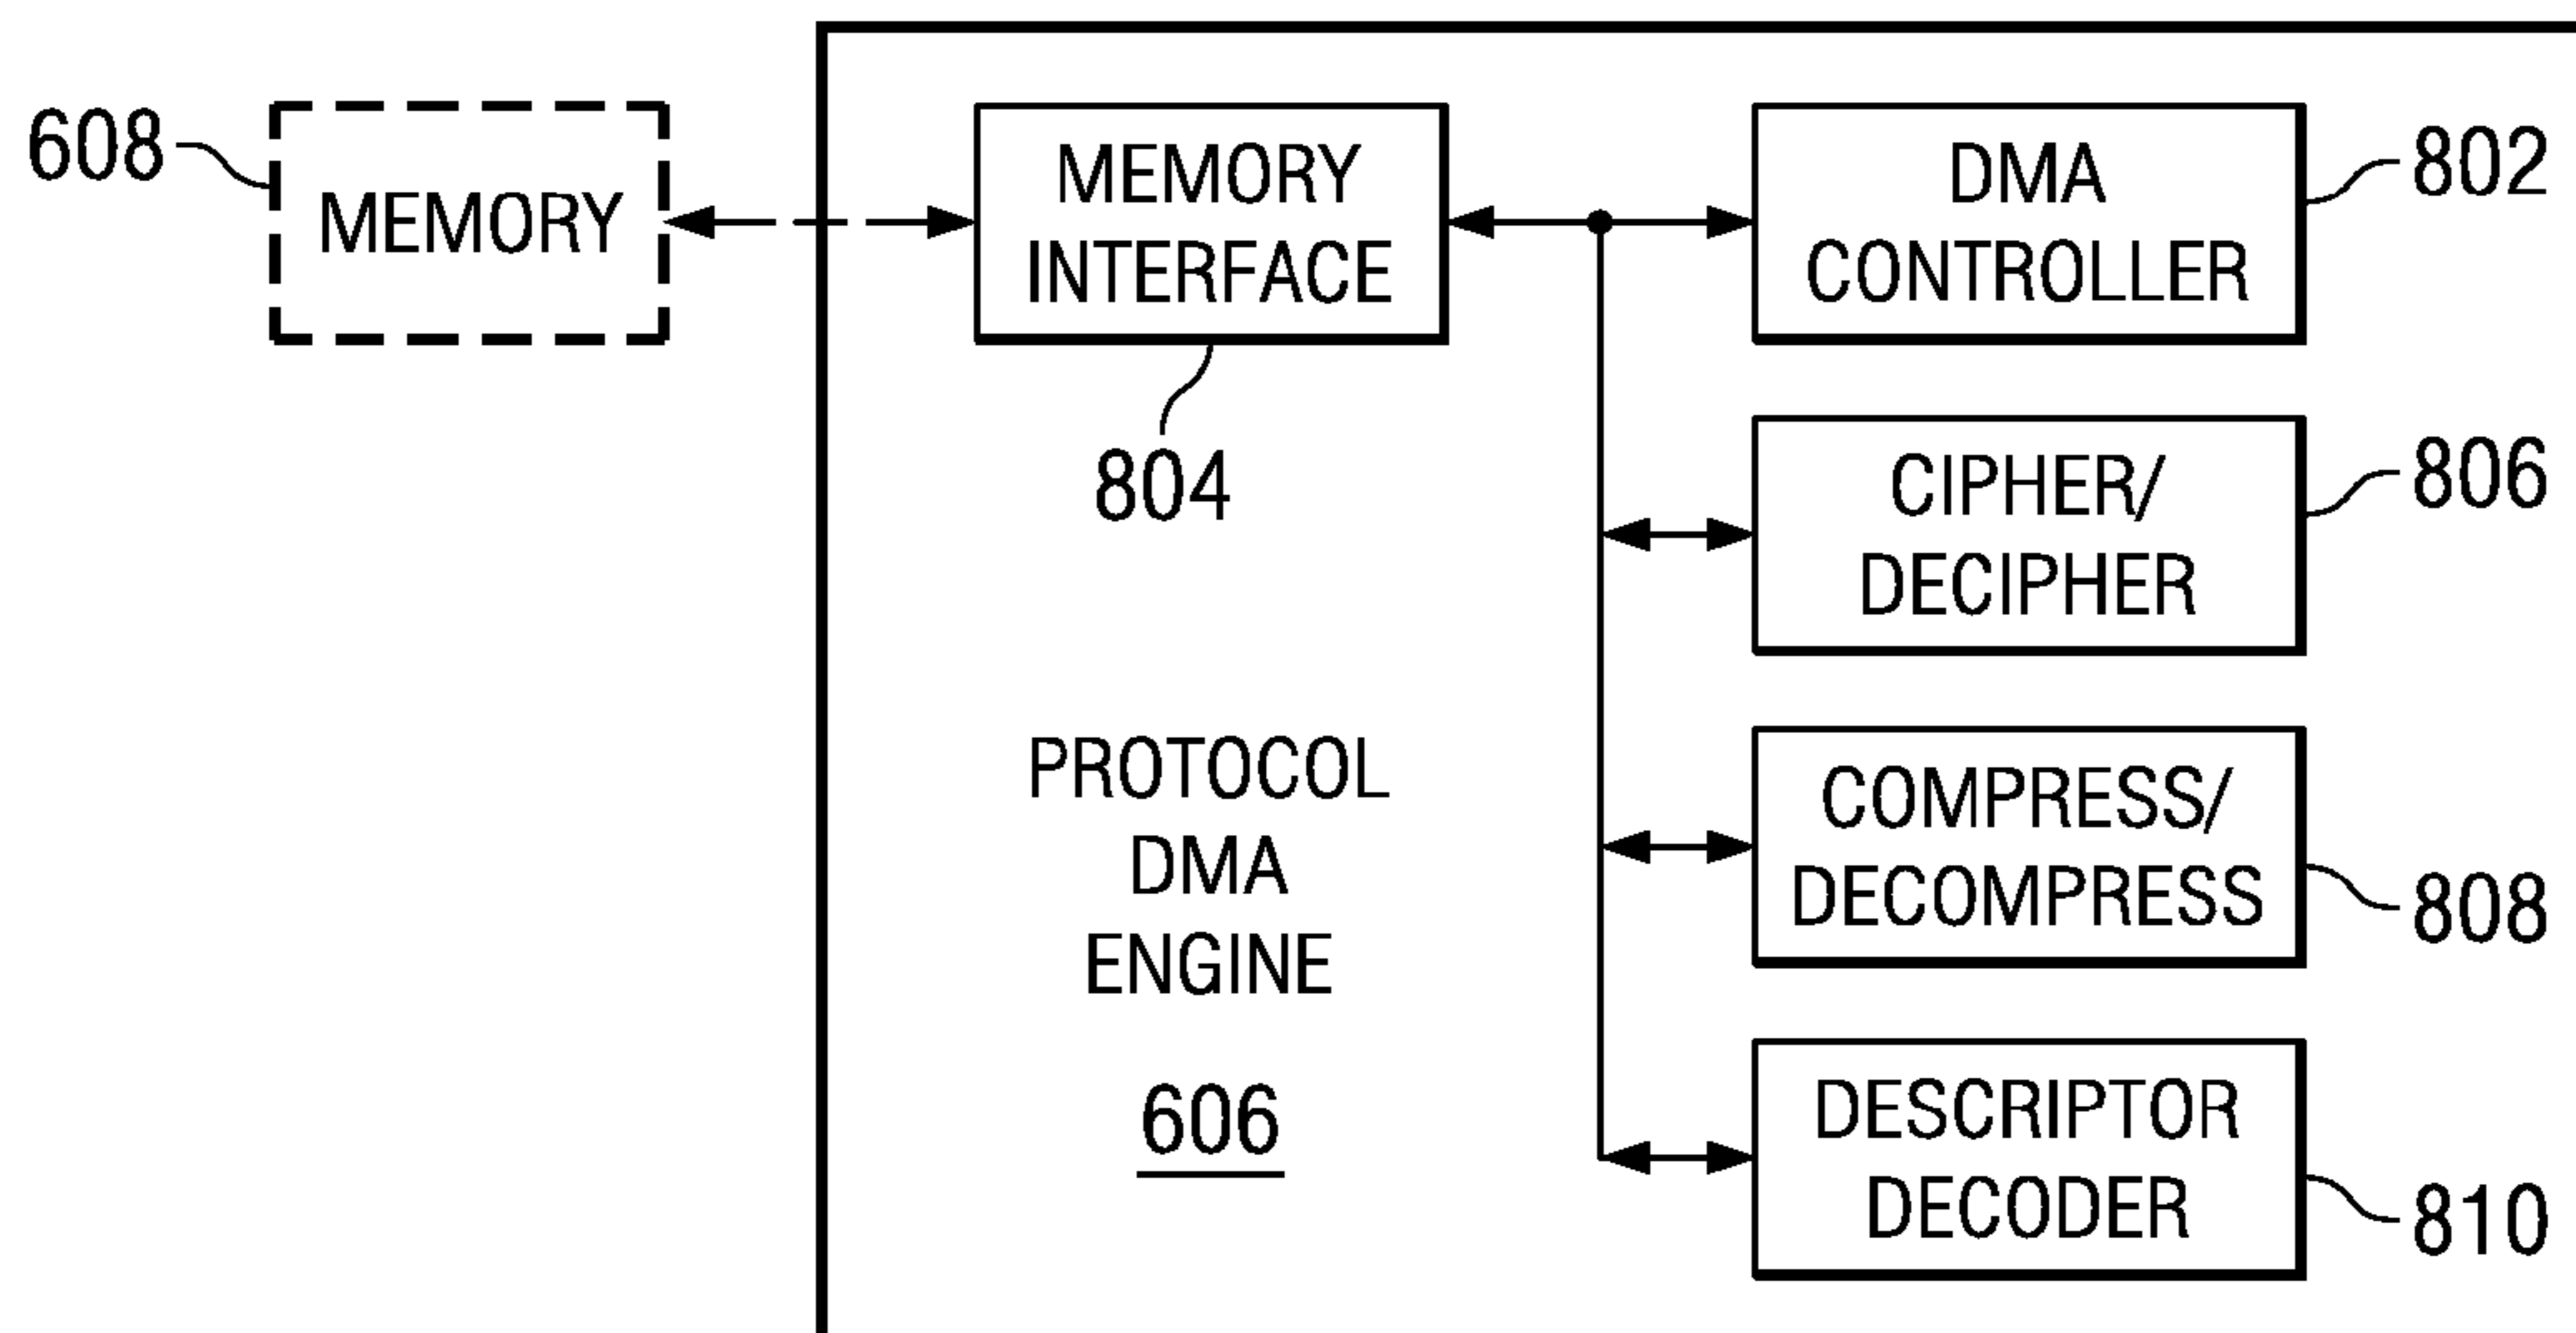 608
MEMORY
MEMORY
INTERFACE
804
DMA
CONTROLLER
802
CIPHER/
DECIPHER
806
COMPRESS/
DECOMPRESS
808
DESCRIPTOR
DECODER
810
PROTOCOL
DMA
ENGINE
606